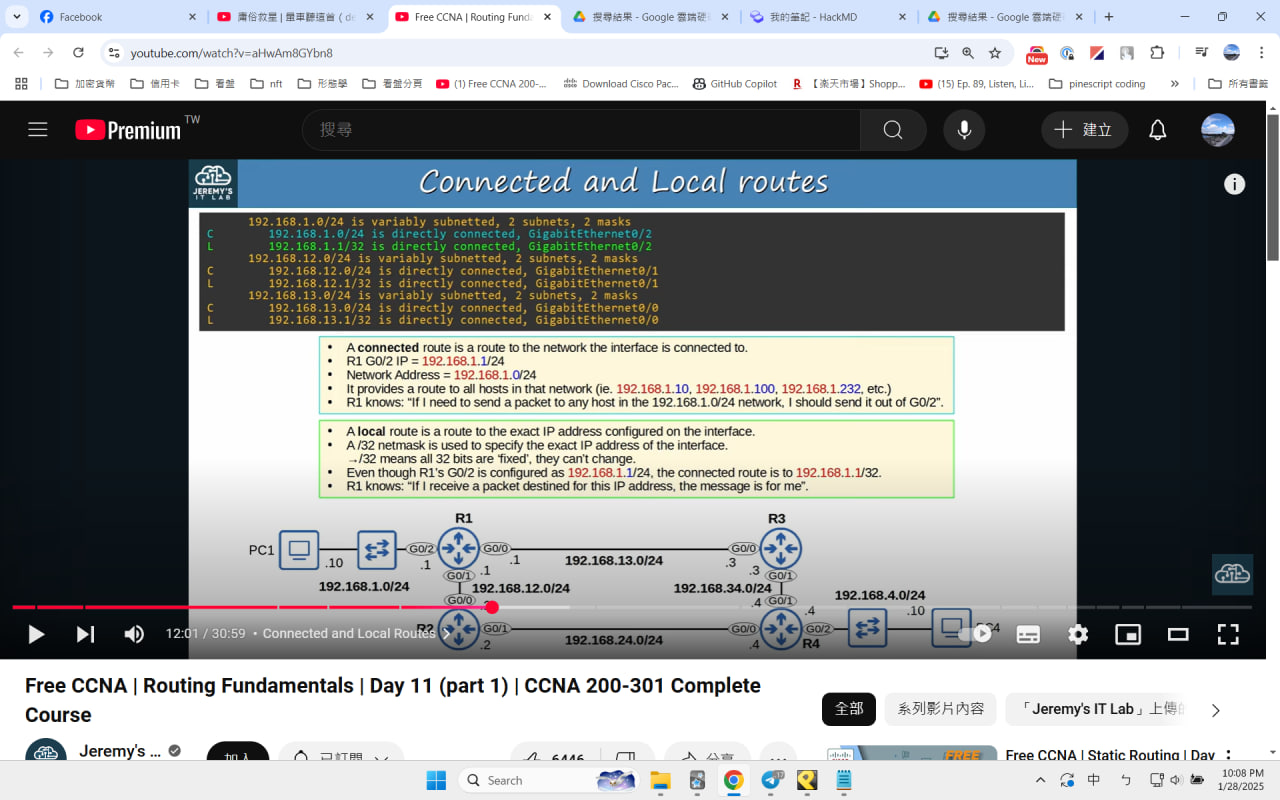 Facebook
庸俗救星 | 單車聽這首 ( de
Free CCNA | Routing Funda
搜尋結果 - Google 雲端硬碟
我的筆記 - HackMD
搜尋結果 - Google 雲端硬碟
youtube.com/watch?v=aHwAm8GYbn8
New
加密貨幣
信用卡
看盤
nft
形態學
看盤分頁
(1) Free CCNA 200-...
Download Cisco Pac...
GitHub Copilot
【楽天市場】Shopp...
(15) Ep. 89, Listen, Li...
pinescript coding
所有書籤
Premium TW
搜尋
建立
JEREMY'S
IT LAB
Connected and Local routes
192.168.1.0/24 is variably subnetted, 2 subnets, 2 masks
C 192.168.1.0/24 is directly connected, GigabitEthernet0/2
L 192.168.1.1/32 is directly connected, GigabitEthernet0/2
192.168.12.0/24 is variably subnetted, 2 subnets, 2 masks
C 192.168.12.0/24 is directly connected, GigabitEthernet0/1
L 192.168.12.1/32 is directly connected, GigabitEthernet0/1
192.168.13.0/24 is variably subnetted, 2 subnets, 2 masks
C 192.168.13.0/24 is directly connected, GigabitEthernet0/0
L 192.168.13.1/32 is directly connected, GigabitEthernet0/0
• A connected route is a route to the network the interface is connected to.
• R1 G0/2 IP = 192.168.1.1/24
• Network Address = 192.168.1.0/24
• It provides a route to all hosts in that network (ie. 192.168.1.10, 192.168.1.100, 192.168.1.232, etc.)
• R1 knows: “If I need to send a packet to any host in the 192.168.1.0/24 network, I should send it out of G0/2”.
• A local route is a route to the exact IP address configured on the interface.
• A /32 netmask is used to specify the exact IP address of the interface.
→/32 means all 32 bits are ‘fixed’, they can't change.
• Even though R1's G0/2 is configured as 192.168.1.1/24, the connected route is to 192.168.1.1/32.
• R1 knows: “If I receive a packet destined for this IP address, the message is for me”.
R1 R3
PC1 .10 G0/2 .1 G0/0 .1 192.168.13.0/24 G0/0 .3
192.168.1.0/24 G0/1 .1 192.168.12.0/24 192.168.34.0/24 G0/1 .3
G0/0 .4 G0/1 .4 192.168.4.0/24 .10
R2 G0/1 .2 192.168.24.0/24 G0/0 .4 G0/2 R4 PC4
12:01 / 30:59 • Connected and Local Routes
Free CCNA | Routing Fundamentals | Day 11 (part 1) | CCNA 200-301 Complete
Course
全部
系列影片內容
「Jeremy's IT Lab」上傳的
Jeremy's ...
加入
已訂閱
6446
分享
FREE
Free CCNA | Static Routing | Day
Search
17
中
10:08 PM
1/28/2025